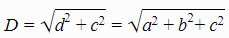 D = √(d² + c²) = √(a² + b² + c²)